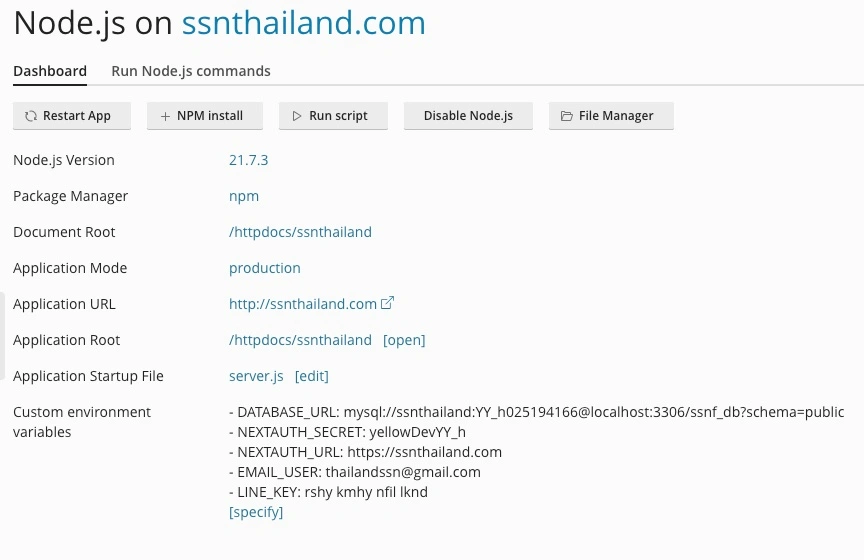 Node.js on ssnthailand.com
Dashboard Run Node.js commands
Restart App NPM install Run script Disable Node.js File Manager
Node.js Version 21.7.3
Package Manager npm
Document Root /httpdocs/ssnthailand
Application Mode production
Application URL http://ssnthailand.com
Application Root /httpdocs/ssnthailand [open]
Application Startup File server.js [edit]
Custom environment variables
- DATABASE_URL: mysql://ssnthailand:YY_h025194166@localhost:3306/ssnf_db?schema=public
- NEXTAUTH_SECRET: yellowDevYY_h
- NEXTAUTH_URL: https://ssnthailand.com
- EMAIL_USER: thailandssn@gmail.com
- LINE_KEY: rshy kmhy nfil lknd
[specify]